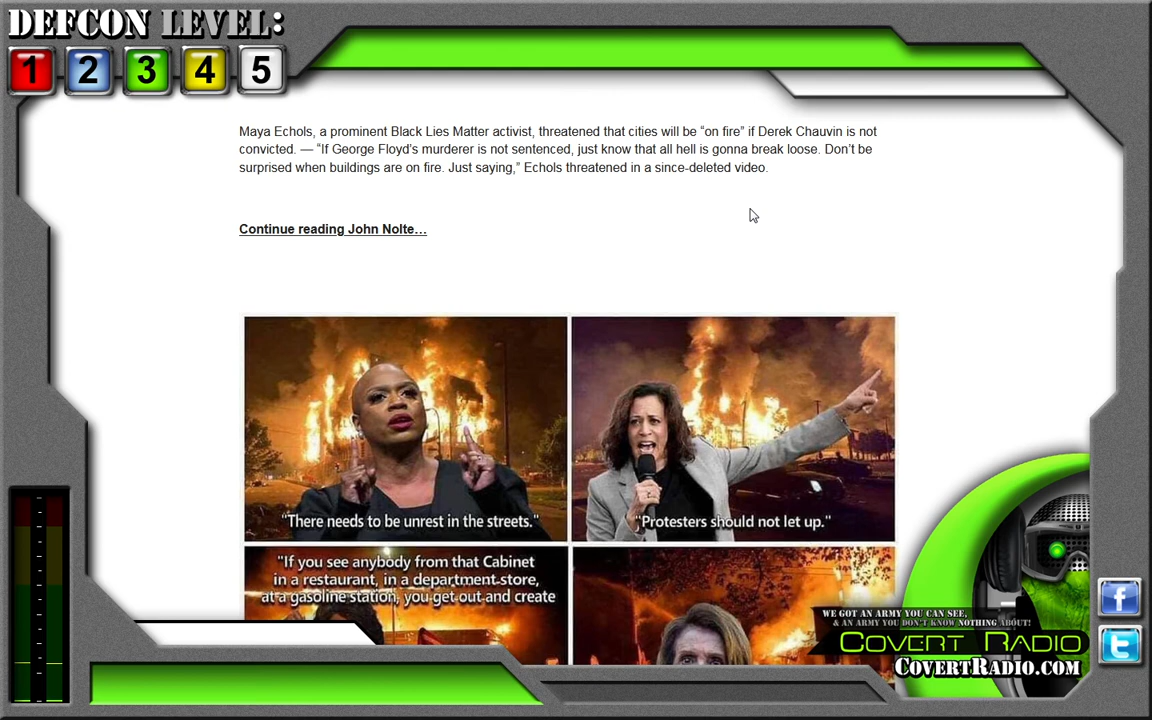 DEFCON LEVEL:
1 2 3 4 5
Maya Echols, a prominent Black Lies Matter activist, threatened that cities will be “on fire” if Derek Chauvin is not
convicted. — “If George Floyd’s murderer is not sentenced, just know that all hell is gonna break loose. Don’t be
surprised when buildings are on fire. Just saying,” Echols threatened in a since-deleted video.
Continue reading John Nolte…
"There needs to be unrest in the streets."
"Protesters should not let up."
"If you see anybody from that Cabinet
in a restaurant, in a department store,
at a gasoline station, you get out and create
WE GOT AN ARMY YOU CAN SEE,
& AN ARMY YOU DON'T KNOW NOTHING ABOUT!
COVERT RADIO
COVERTRADIO.COM